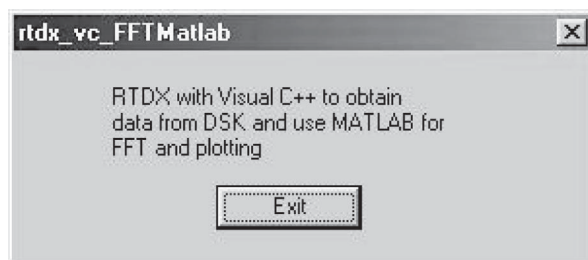 rtdx_vc_FFTMatlab
RTDX with Visual C++ to obtain
data from DSK and use MATLAB for
FFT and plotting
Exit